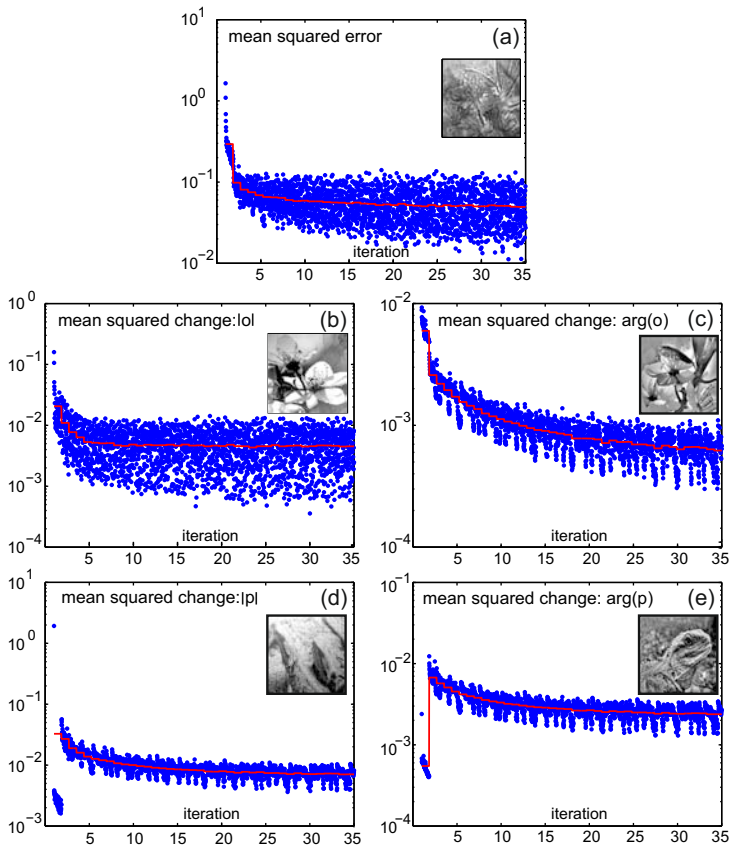 10^1
mean squared error
(a)
10^0
10^-1
10^-2
iteration
5 10 15 20 25 30 35
10^0
mean squared change:lol
(b)
10^-1
10^-2
10^-3
10^-4
iteration
5 10 15 20 25 30 35
10^-2
mean squared change: arg(o)
(c)
10^-3
10^-4
iteration
5 10 15 20 25 30 35
10^1
mean squared change:|p|
(d)
10^0
10^-1
10^-2
10^-3
iteration
5 10 15 20 25 30 35
10^-1
mean squared change: arg(p)
(e)
10^-2
10^-3
10^-4
iteration
5 10 15 20 25 30 35